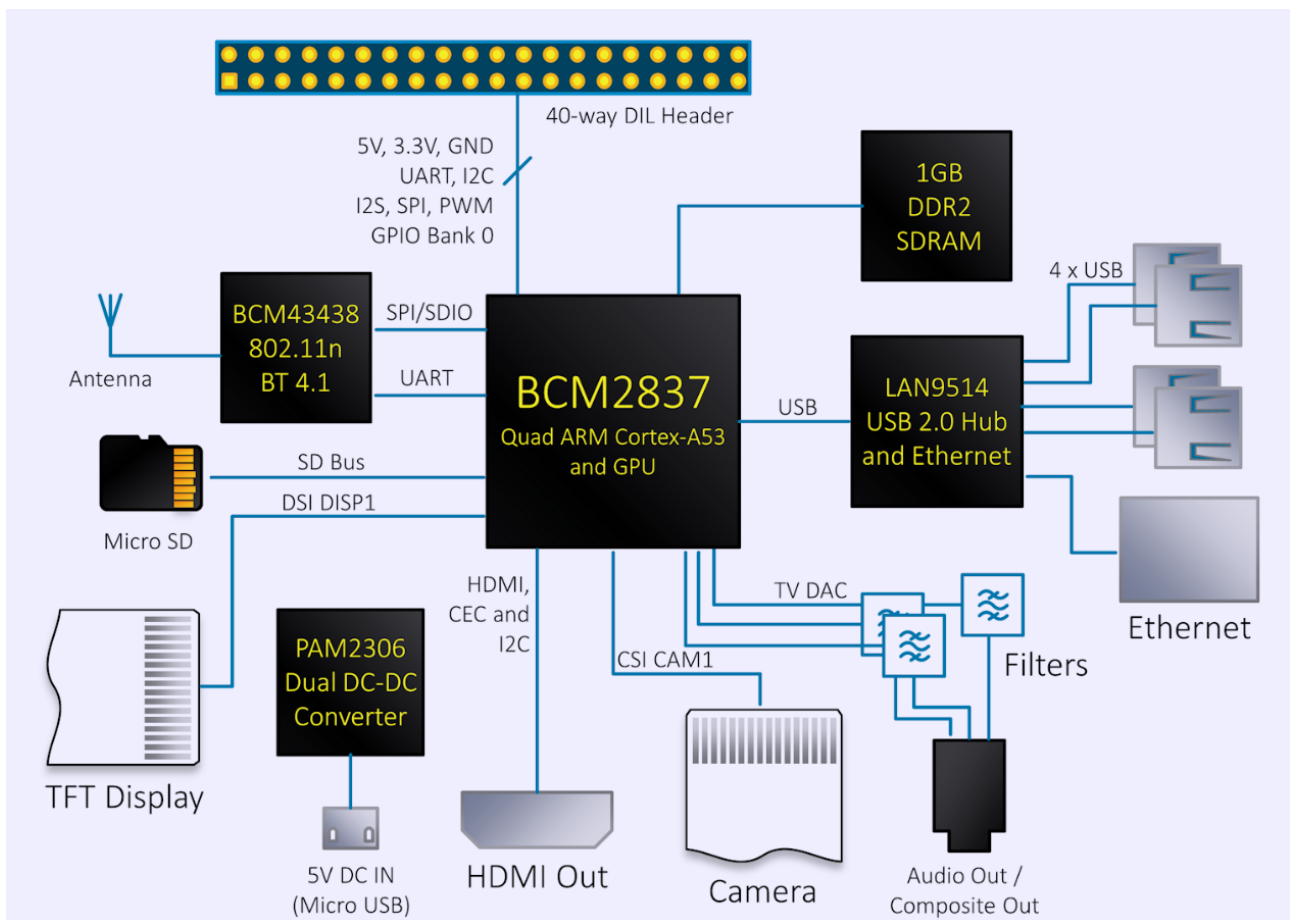 40-way DIL Header
5V, 3.3V, GND
UART, I2C
I2S, SPI, PWM
GPIO Bank 0
1GB
DDR2
SDRAM
4 x USB
BCM43438
802.11n
BT 4.1
SPI/SDIO
UART
Antenna
BCM2837
Quad ARM Cortex-A53
and GPU
USB
LAN9514
USB 2.0 Hub
and Ethernet
SD Bus
DSI DISP1
Micro SD
HDMI,
CEC and
I2C
TV DAC
Ethernet
PAM2306
Dual DC-DC
Converter
CSI CAM1
Filters
TFT Display
5V DC IN
(Micro USB)
HDMI Out
Camera
Audio Out /
Composite Out